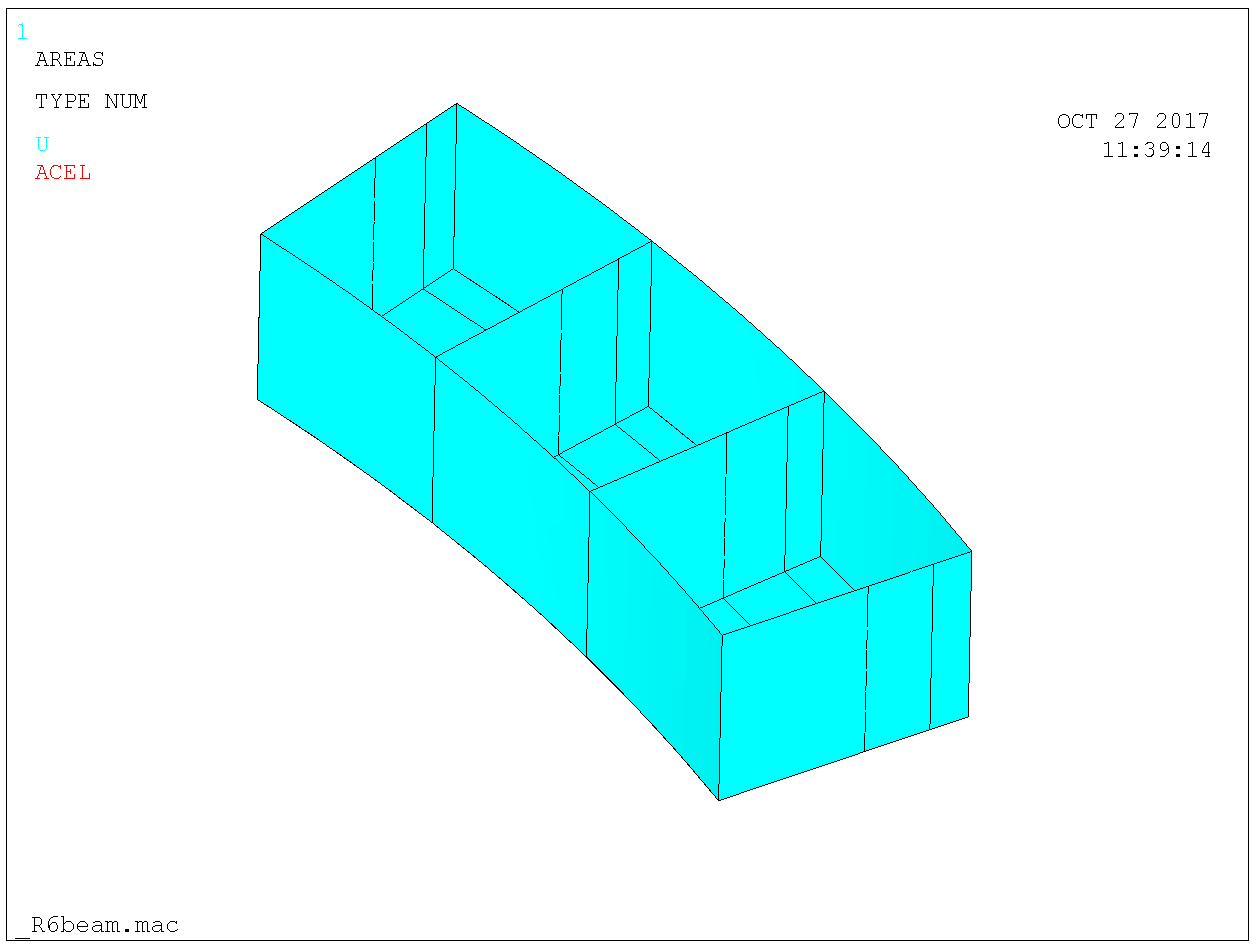 1
AREAS
TYPE NUM
U
ACEL
OCT 27 2017
11:39:14
_R6beam.mac